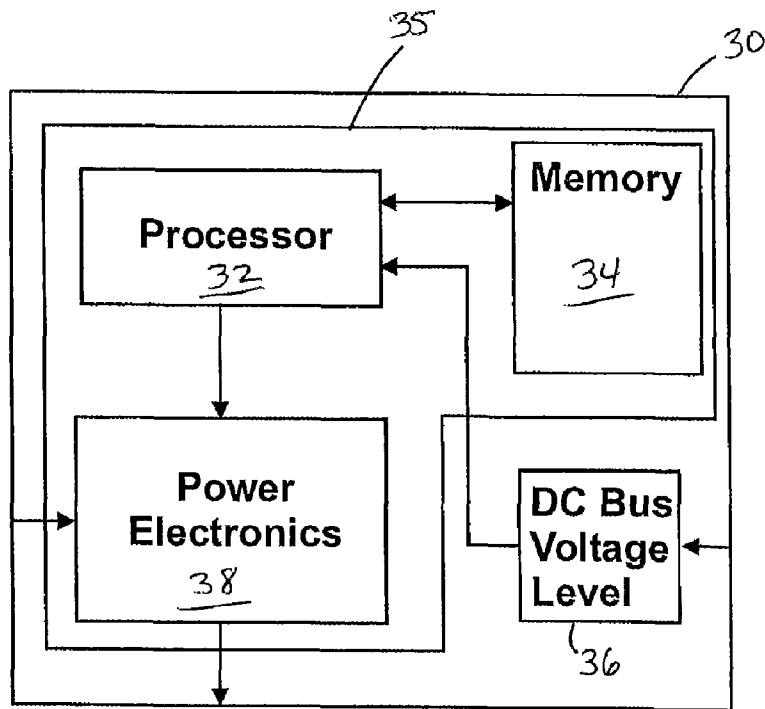 35
30
Processor
32
Memory
34
Power
Electronics
38
DC Bus
Voltage
Level
36